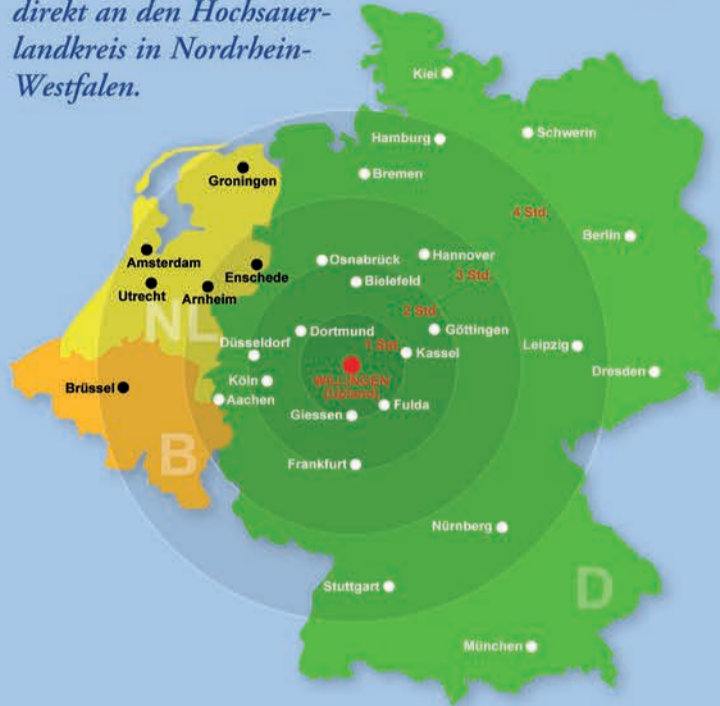 direkt an den Hochsauer-
landkreis in Nordrhein-
Westfalen.
Kiel
Hamburg
Schwerin
Bremen
Groningen
4 Std.
Berlin
Amsterdam
Enschede
Osnabrück
Hannover
3 Std.
Utrecht
Arnheim
Bielefeld
NL
2 Std.
Dortmund
Göttingen
Düsseldorf
1 Std.
Kassel
Leipzig
WILLINGEN
(Upland)
Dresden
Brüssel
Köln
Aachen
Fulda
Giessen
B
Frankfurt
Nürnberg
Stuttgart
D
München